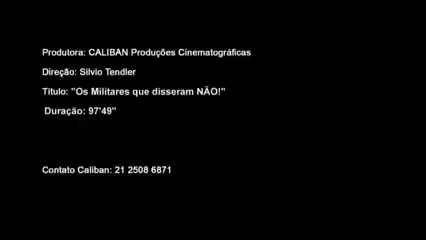 Produtora: CALIBAN Produções Cinematográficas
Direção: Silvio Tendler
Título: "Os Militares que disseram NÃO!"
Duração: 97'49"
Contato Caliban: 21 2508 6871